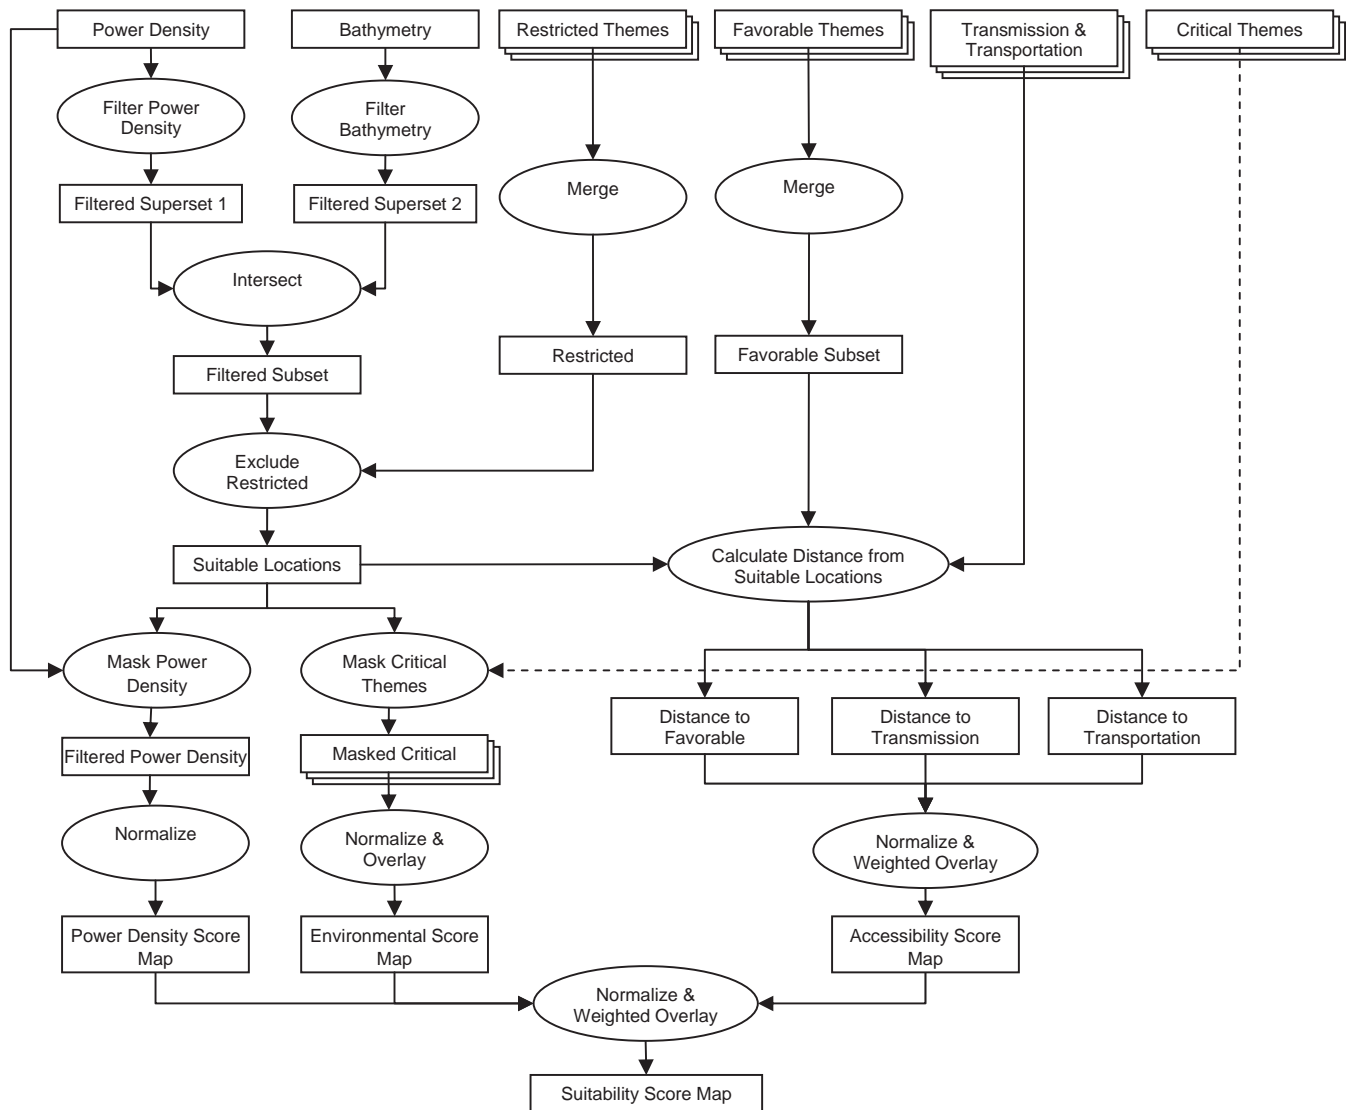 Power Density
Bathymetry
Restricted Themes
Favorable Themes
Transmission &
Transportation
Critical Themes
Filter Power
Density
Filter
Bathymetry
Merge
Merge
Filtered Superset 1
Filtered Superset 2
Intersect
Restricted
Favorable Subset
Filtered Subset
Exclude
Restricted
Suitable Locations
Calculate Distance from
Suitable Locations
Mask Power
Density
Mask Critical
Themes
Distance to
Favorable
Distance to
Transmission
Distance to
Transportation
Filtered Power Density
Masked Critical
Normalize
Normalize &
Overlay
Normalize &
Weighted Overlay
Power Density Score
Map
Environmental Score
Map
Accessibility Score
Map
Normalize &
Weighted Overlay
Suitability Score Map